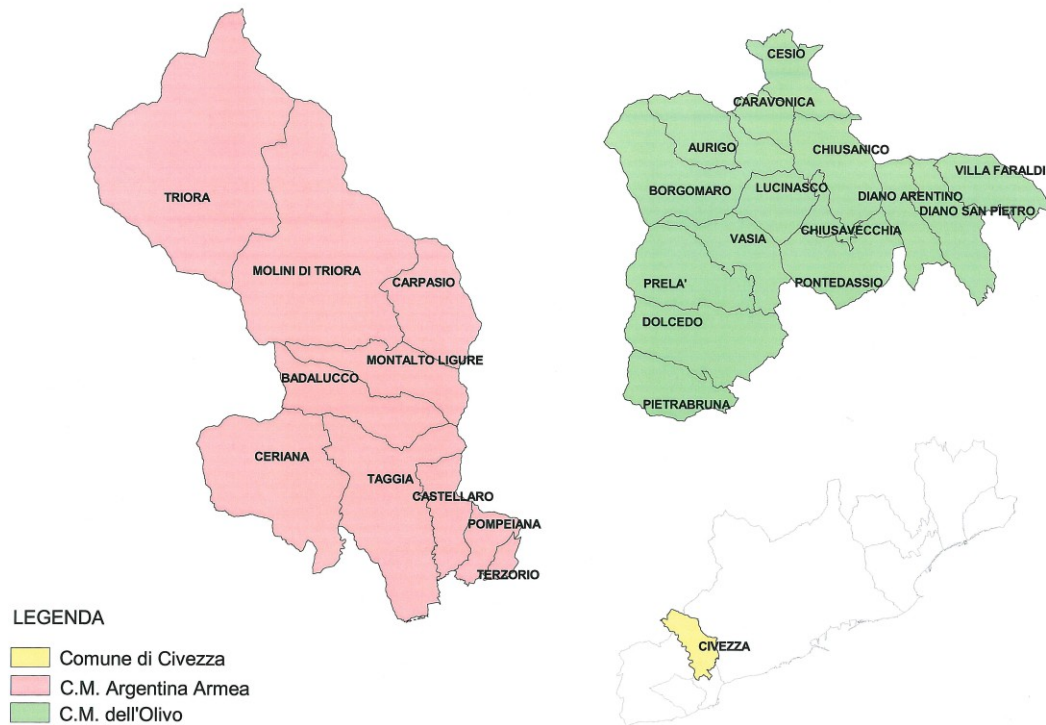 TRIORA
MOLINI DI TRIORA
CARPASIO
MONTALTO LIGURE
BADALUCCO
CERIANA
TAGGIA
CASTELLARO
POMPEIANA
TERZORIO
CESIO
CARAVONICA
AURIGO
CHIUSANICO
VILLA FARALDI
BORGOMARO
LUCINASCO
DIANO ARENTINO
DIANO SAN PIETRO
CHIUSAVECCHIA
VASIA
PRELA'
PONTEDASSIO
DOLCEDO
PIETRABRUNA
CIVEZZA
LEGENDA
Comune di Civezza
C.M. Argentina Armea
C.M. dell'Olivo